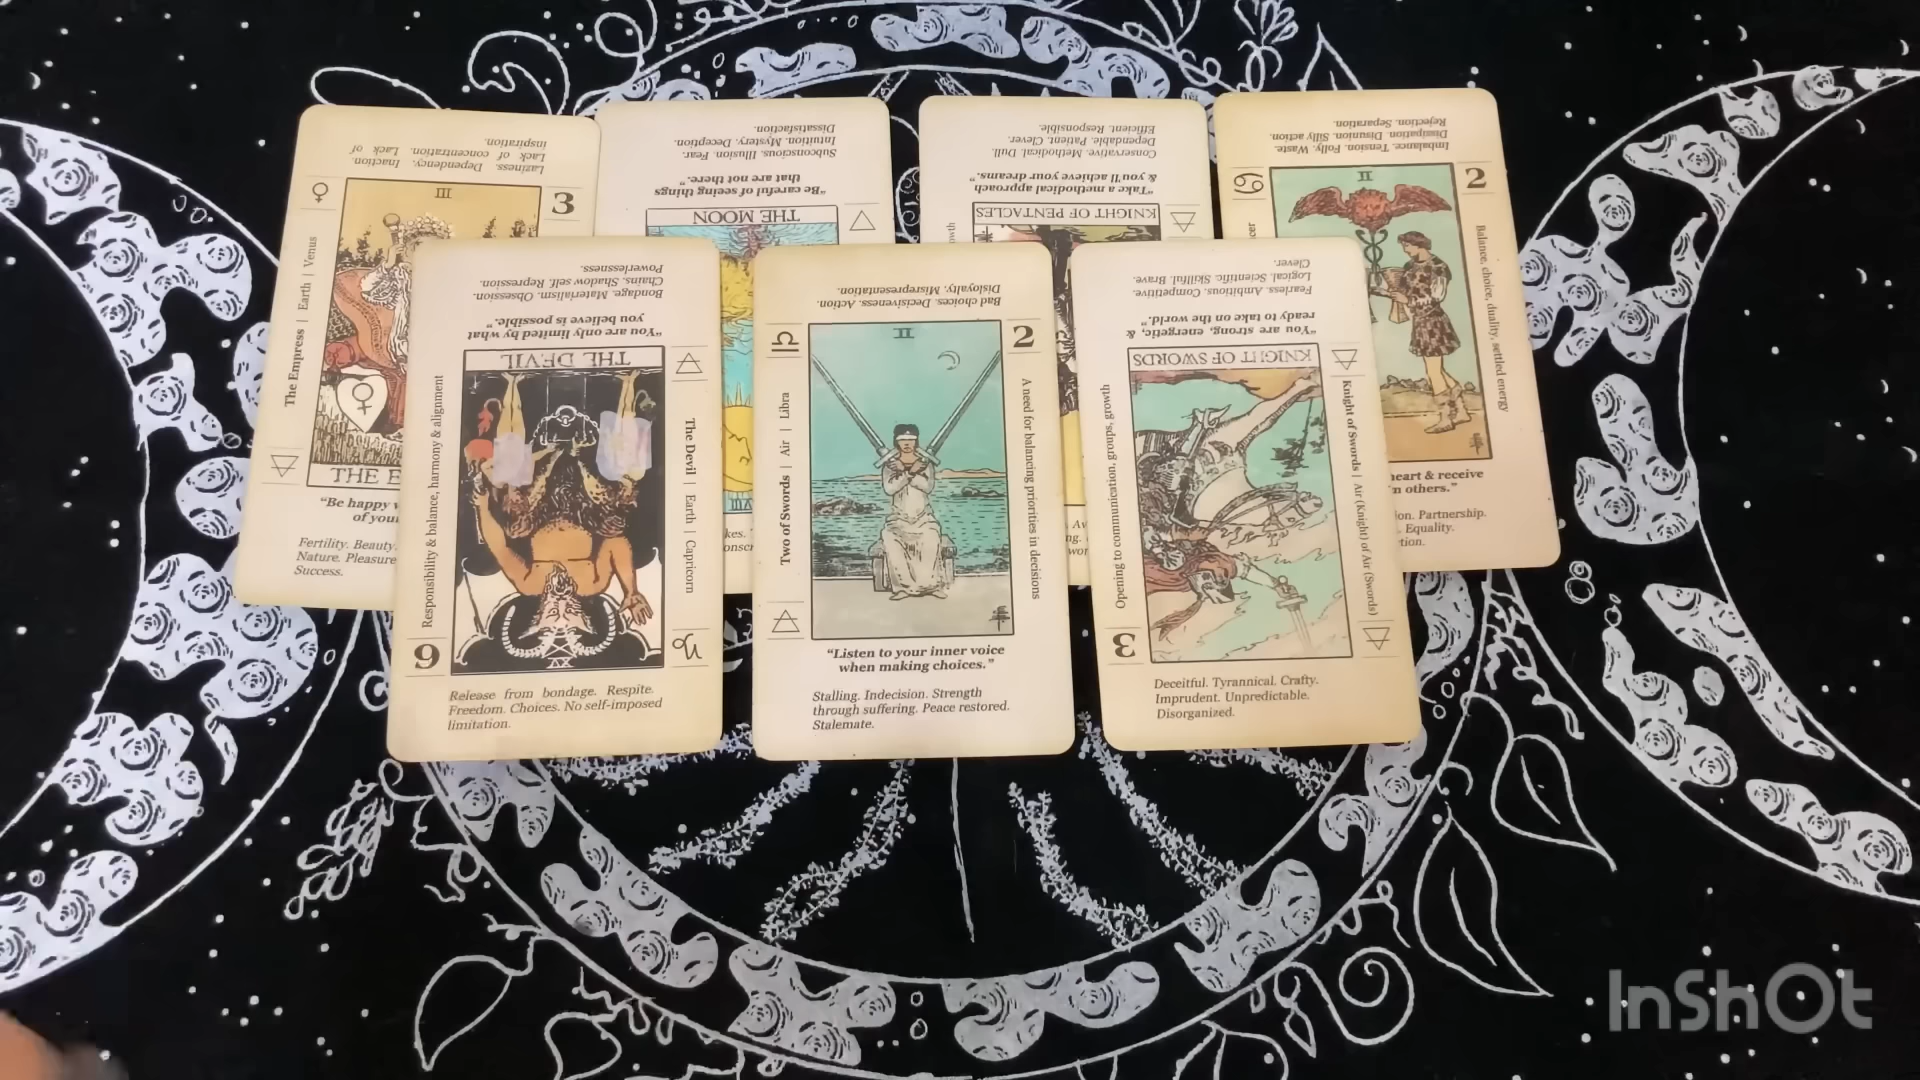 Laziness. Dependency. Inaction.
Lack of concentration. Lack of
inspiration.
III
3
The Empress | Earth | Venus
THE E
"Be happy
of your
Fertility. Beauty.
Nature. Pleasure
Success.
Subconscious. Illusion. Fear.
Intuition. Mystery. Deception.
Dissatisfaction.
"Be careful of seeing things
that are not there."
THE MOON
XVIII
Conservative. Methodical. Dull.
Dependable. Patient. Clever.
Efficient. Responsible.
"Take a methodical approach
& you'll achieve your dreams."
KNIGHT OF PENTACLES
Imbalance. Tension. Folly. Waste.
Dissipation. Disunion. Silly action.
Rejection. Separation.
II
2
Balance, choice, duality, settled energy
heart & receive
others."
Partnership.
Equality.
Bondage. Materialism. Obsession.
Chains. Shadow self. Repression.
Powerlessness.
"You are only limited by what
you believe is possible."
THE DEVIL
XV
6
Responsibility & balance, harmony & alignment
The Devil | Earth | Capricorn
Release from bondage. Respite.
Freedom. Choices. No self-imposed
limitation.
Bad choices. Decisiveness. Action.
Disloyalty. Misrepresentation.
II
2
Two of Swords | Air | Libra
A need for balancing priorities in decisions
"Listen to your inner voice
when making choices."
Stalling. Indecision. Strength
through suffering. Peace restored.
Stalemate.
Fearless. Ambitious. Competitive.
Logical. Scientific. Skillful. Brave.
Clever.
"You are strong, energetic, &
ready to take on the world."
KNIGHT OF SWORDS
3
Opening to communication, groups, growth
Knight of Swords | Air (Knight) of Air (Swords)
Deceitful. Tyrannical. Crafty.
Imprudent. Unpredictable.
Disorganized.
InShOt